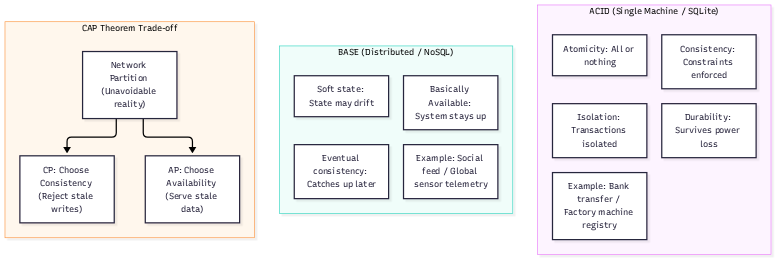 CAP Theorem Trade-off
Network
Partition
(Unavoidable
reality)
CP: Choose
Consistency
(Reject stale
writes)
AP: Choose
Availability
(Serve stale
data)
BASE (Distributed / NoSQL)
Soft state:
State may drift
Basically
Available:
System stays up
Eventual
consistency:
Catches up later
Example: Social
feed / Global
sensor telemetry
ACID (Single Machine / SQLite)
Atomicity: All or
nothing
Consistency:
Constraints
enforced
Isolation:
Transactions
isolated
Durability:
Survives power
loss
Example: Bank
transfer /
Factory machine
registry